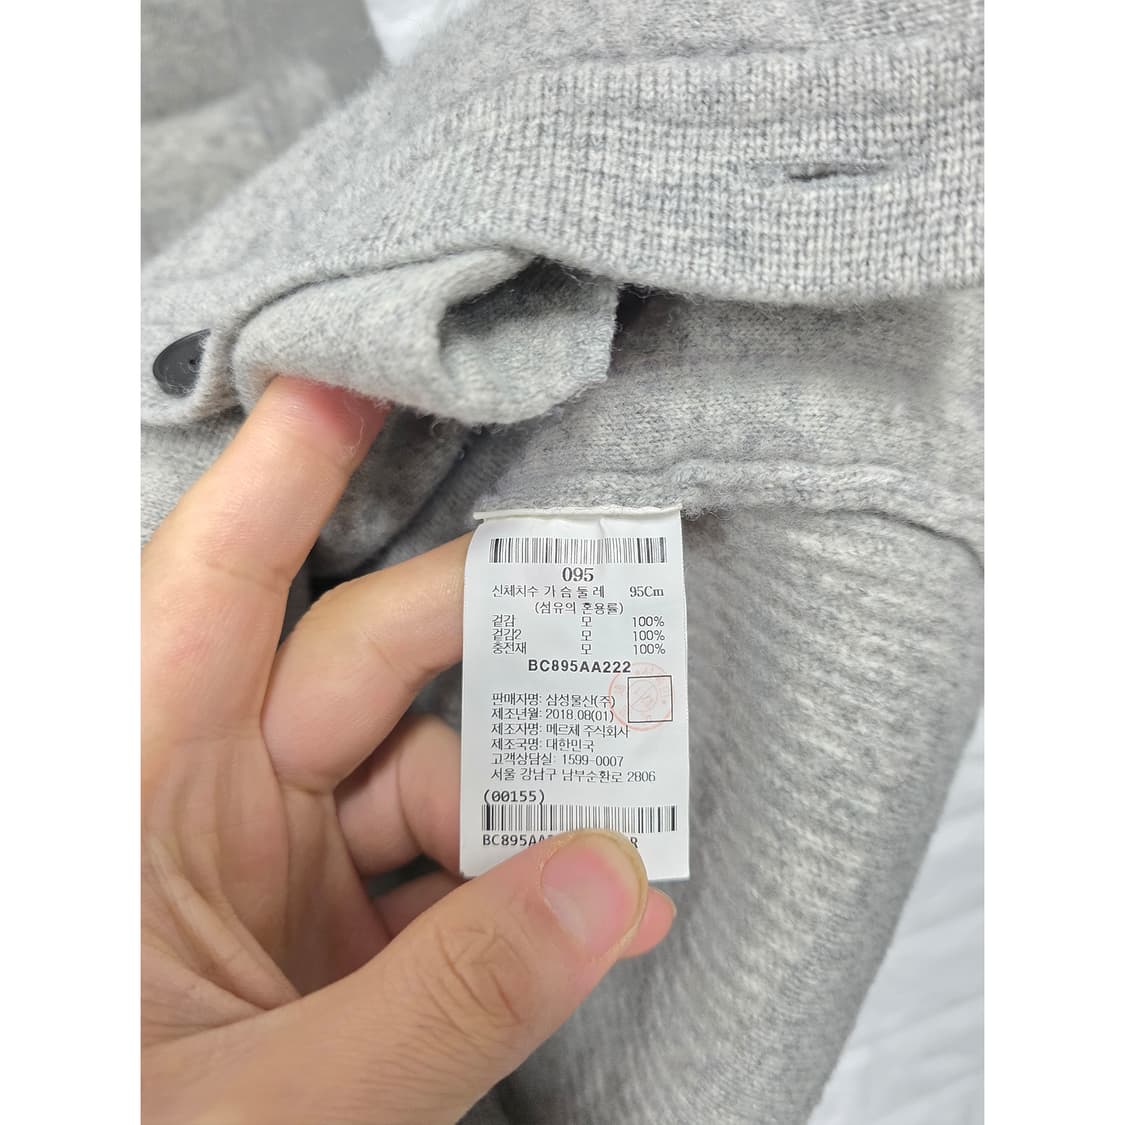 095
신체치수 가 슴 둘 레 95Cm
(섬유의 혼용률)
겉감 모 100%
겉감2 모 100%
충전재 모 100%
BC895AA222
판매자명: 삼성물산(주)
제조년월: 2018.08(01)
제조자명: 메르체 주식회사
제조국명: 대한민국
고객상담실: 1599-0007
서울 강남구 남부순환로 2806
(00155)